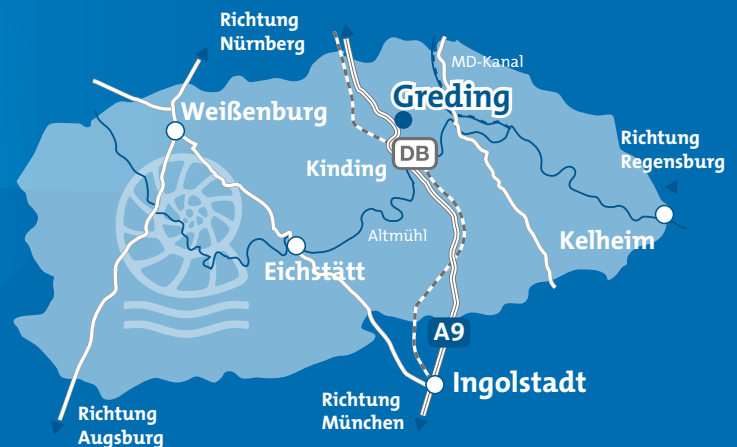 Richtung
Nürnberg
MD-Kanal
Greding
Weißenburg
Richtung
Regensburg
DB
Kinding
Altmühl
Kelheim
Eichstätt
A9
Ingolstadt
Richtung
München
Richtung
Augsburg